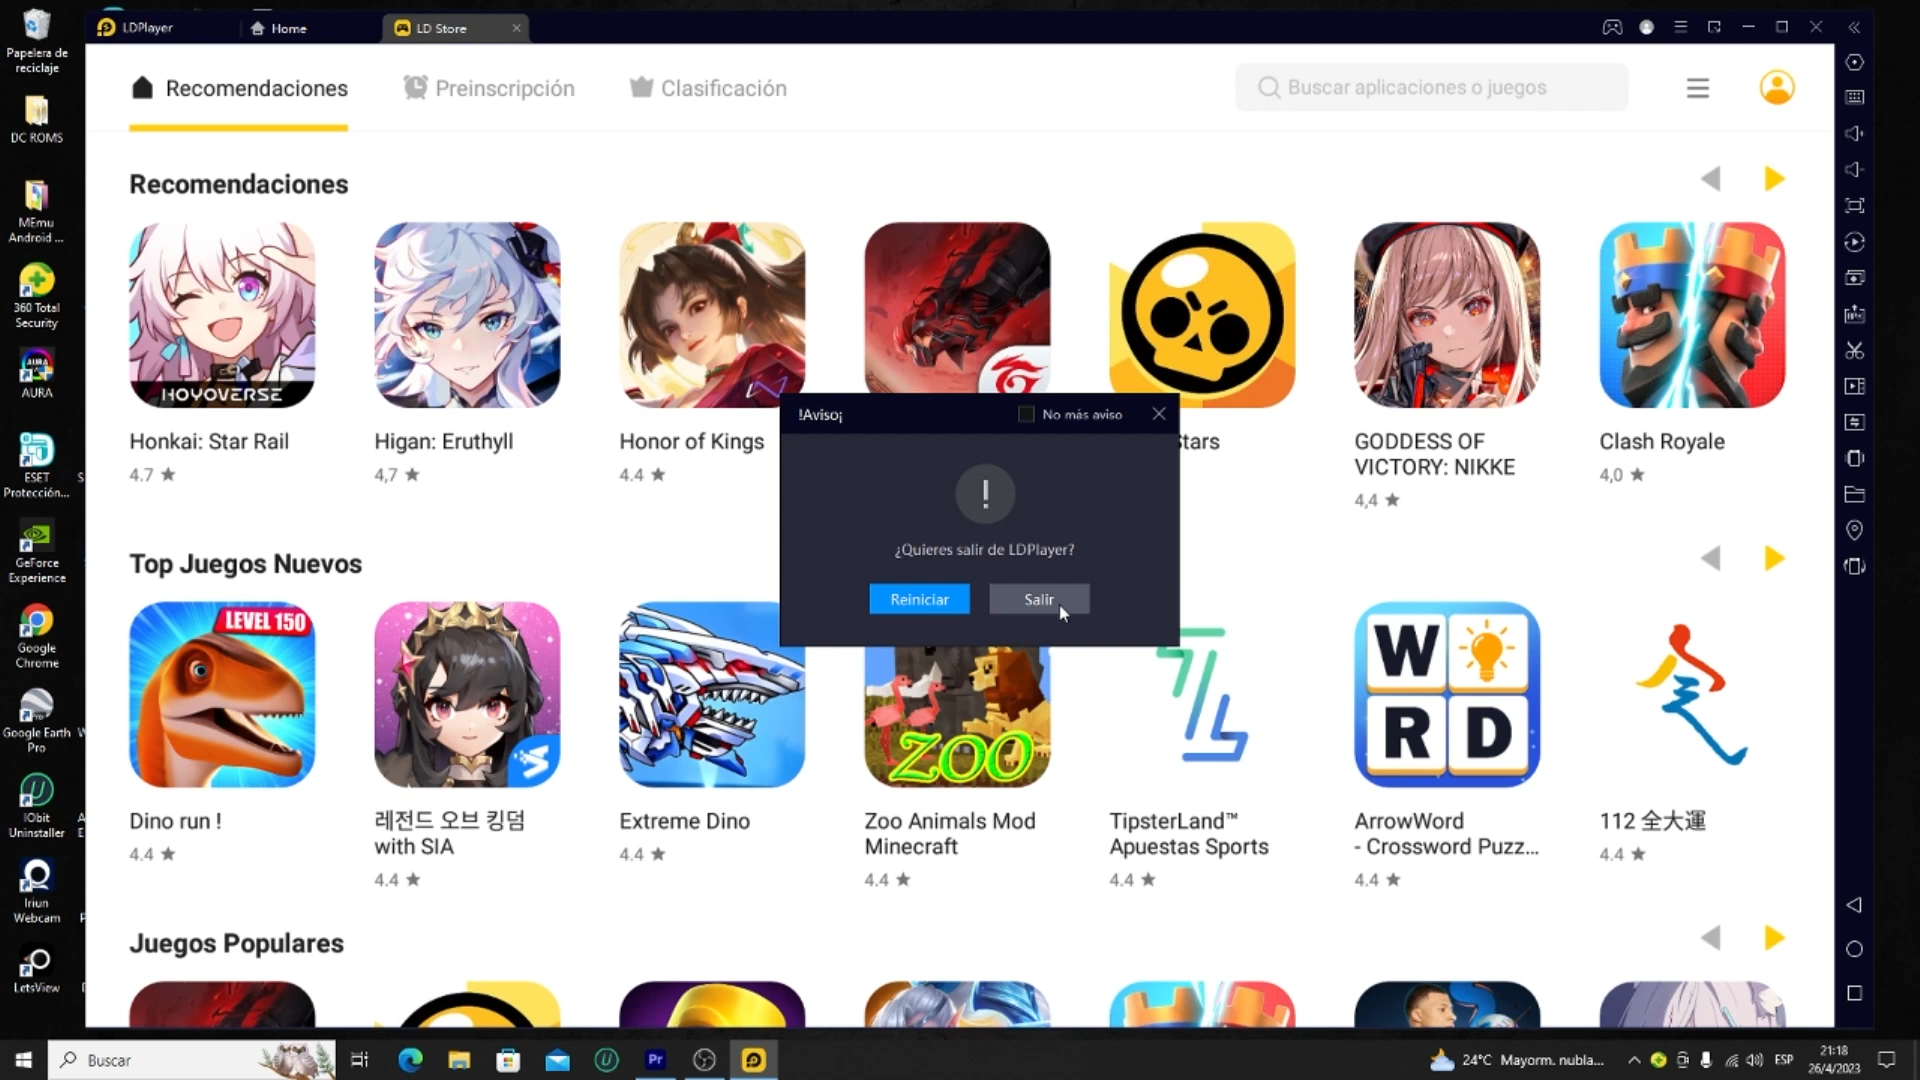 Papelera de
reciclaje
DC ROMS
MEmu
Android ...
360 Total
Security
AURA
AURA
ESET
Protección...
GeForce
Experience
Google
Chrome
Google Earth
Pro
IObit
Uninstaller
Iriun
Webcam
LetsView
LDPlayer
Home
LD Store
Recomendaciones
Preinscripción
Clasificación
Buscar aplicaciones o juegos
Recomendaciones
HOYOVERSE
Honkai: Star Rail
4.7 ★
Higan: Eruthyll
4,7 ★
Honor of Kings
4.4 ★
Stars
GODDESS OF
VICTORY: NIKKE
4,4 ★
Clash Royale
4,0 ★
!Aviso¡
No más aviso
!
¿Quieres salir de LDPlayer?
Reiniciar
Salir
Top Juegos Nuevos
LEVEL 150
ZOO
W
R D
Dino run !
4.4 ★
레전드 오브 킹덤
with SIA
4.4 ★
Extreme Dino
4.4 ★
Zoo Animals Mod
Minecraft
4.4 ★
TipsterLand™
Apuestas Sports
4.4 ★
ArrowWord
- Crossword Puzz...
4.4 ★
112 全大運
4.4 ★
Juegos Populares
Buscar
Pr
24°C Mayorm. nubla...
ESP
21:18
26/4/2023